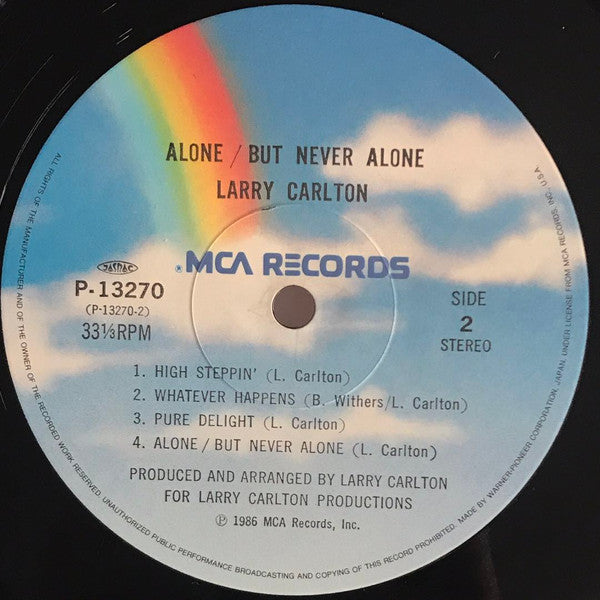 ALONE / BUT NEVER ALONE
LARRY CARLTON
®MCA RECORDS
JASRAC
P-13270
(P-13270-2)
33⅓RPM
SIDE
2
STEREO
1. HIGH STEPPIN' (L. Carlton)
2. WHATEVER HAPPENS (B. Withers/L. Carlton)
3. PURE DELIGHT (L. Carlton)
4. ALONE / BUT NEVER ALONE (L. Carlton)
PRODUCED AND ARRANGED BY LARRY CARLTON
FOR LARRY CARLTON PRODUCTIONS
℗ 1986 MCA Records, Inc.
ALL RIGHTS OF THE MANUFACTURER AND OF THE OWNER OF THE RECORDED WORK RESERVED. UNAUTHORIZED PUBLIC PERFORMANCE BROADCASTING AND COPYING OF THIS RECORD PROHIBITED. MADE BY WARNER-PIONEER CORPORATION, JAPAN. UNDER LICENSE FROM MCA RECORDS INC., U.S.A.